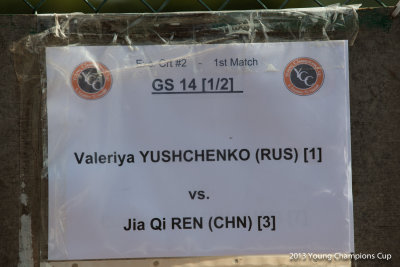 Crt #2 - 1st Match
GS 14 [1/2]
Valeriya YUSHCHENKO (RUS) [1]
vs.
Jia Qi REN (CHN) [3]
2013 Young Champions Cup